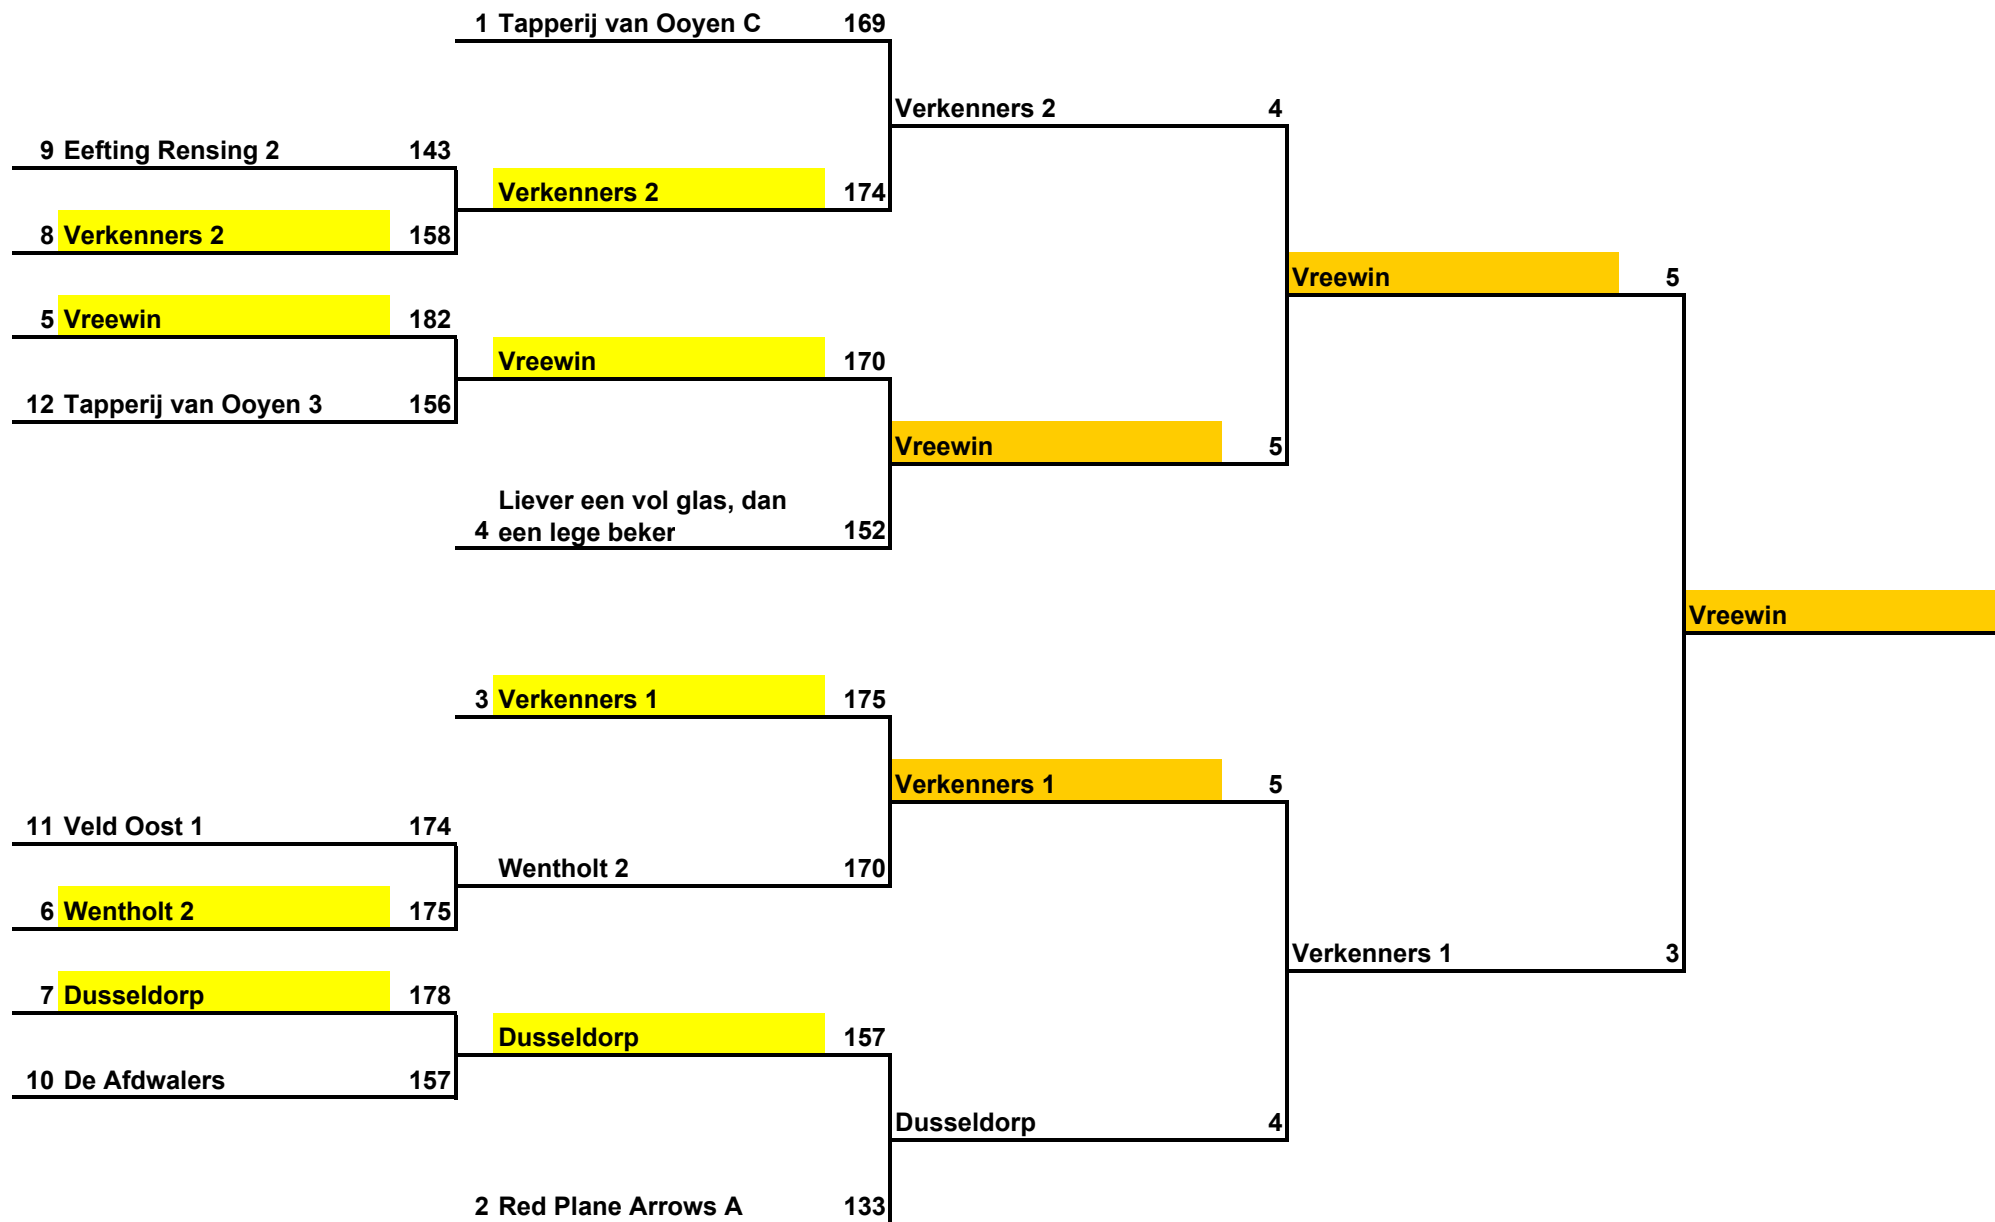 1 Tapperij van Ooyen C 169
Verkenners 2 4
9 Eefting Rensing 2 143
Verkenners 2 174
8 Verkenners 2 158
Vreewin 5
5 Vreewin 182
Vreewin 170
12 Tapperij van Ooyen 3 156
Vreewin 5
Liever een vol glas, dan
4 een lege beker 152
Vreewin
3 Verkenners 1 175
Verkenners 1 5
11 Veld Oost 1 174
Wentholt 2 170
6 Wentholt 2 175
Verkenners 1 3
7 Dusseldorp 178
Dusseldorp 157
10 De Afdwalers 157
Dusseldorp 4
2 Red Plane Arrows A 133